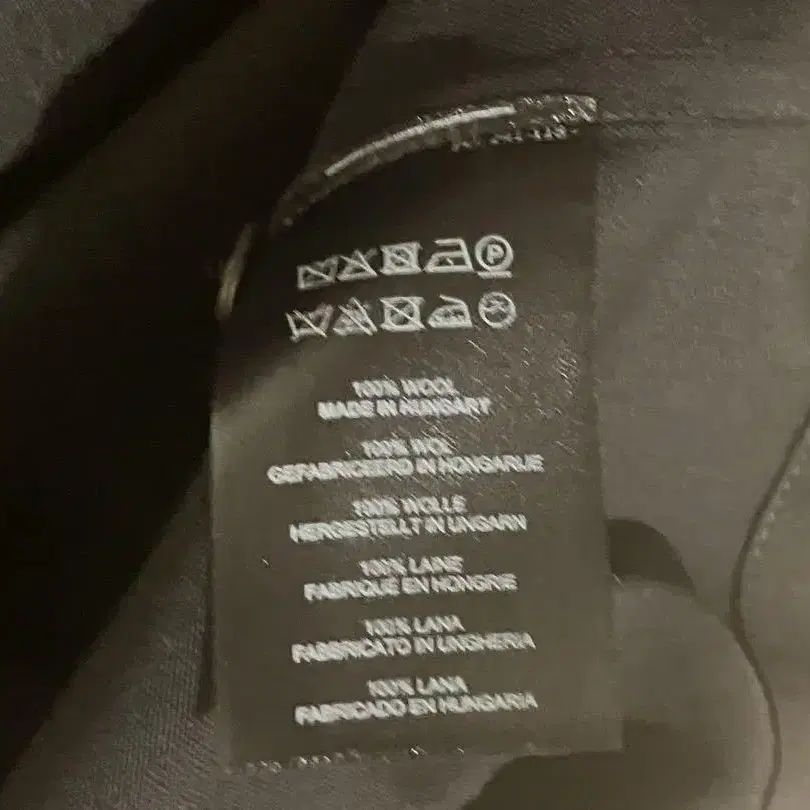 P
100% WOOL
MADE IN HUNGARY
100% WOL
GEFABRICEERD IN HONGARIJE
100% WOLLE
HERGESTELLT IN UNGARN
100% LAINE
FABRIQUÉ EN HONGRIE
100% LANA
FABBRICATO IN UNGHERIA
100% LANA
FABRICADO EN HUNGARIA